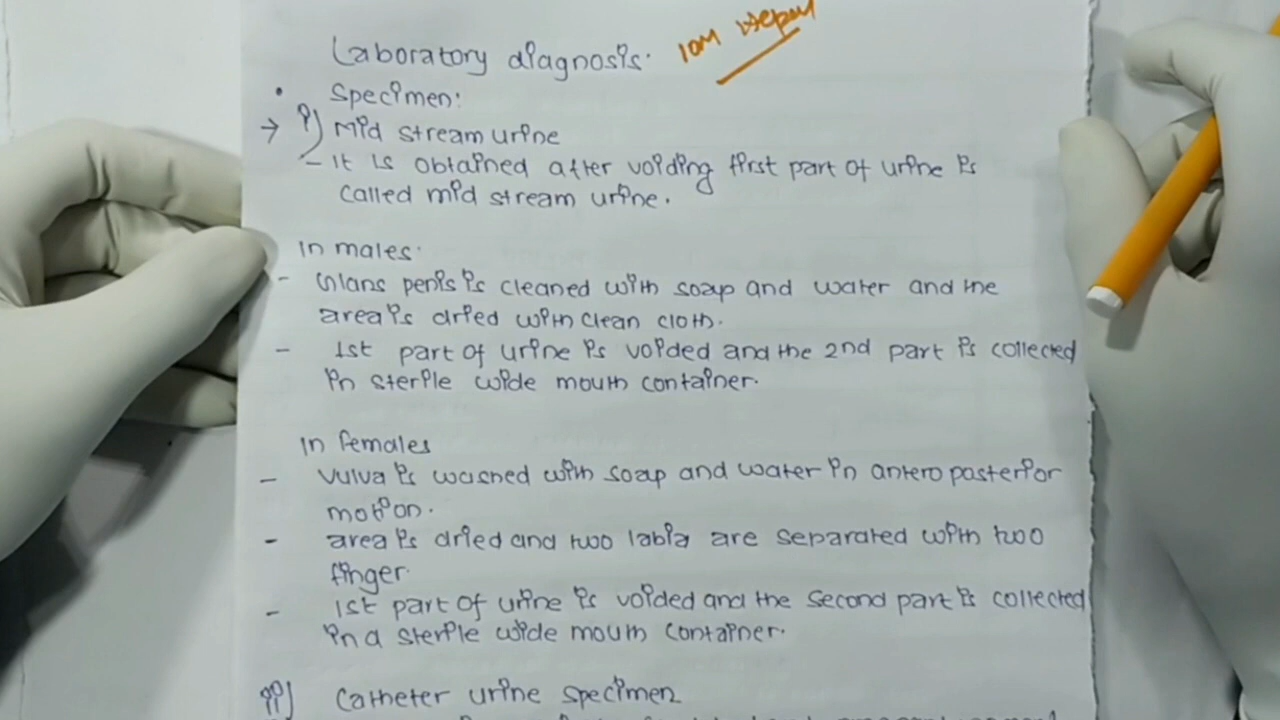 Laboratory diagnosis. 10M
• Specimen:
→ i) Mid stream urine
- It is obtained after voiding first part of urine is
called mid stream urine.
In males.
- Glans penis is cleaned with soap and water and the
area is dried with clean cloth.
- 1st part of urine is voided and the 2nd part is collected
in sterile wide mouth container.
In females
- Vulva is washed with soap and water in antero pasterior
motion.
- area is dried and two labia are separated with two
finger.
- 1st part of urine is voided and the second part is collected
in a sterile wide mouth container.
ii) Catheter urine specimen